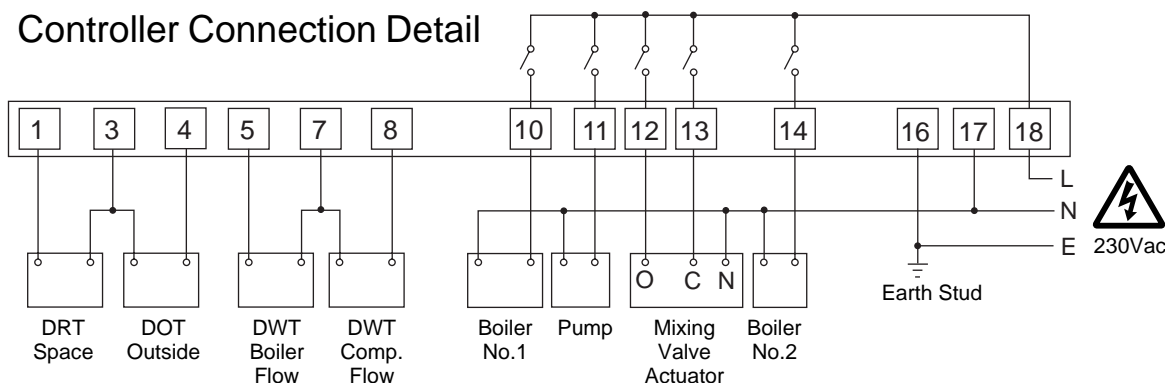 Controller Connection Detail
1 3 4 5 7 8 10 11 12 13 14 16 17 18
L
N
E
230Vac
O C N
Earth Stud
DRT
Space
DOT
Outside
DWT
Boiler
Flow
DWT
Comp.
Flow
Boiler
No.1
Pump
Mixing
Valve
Actuator
Boiler
No.2